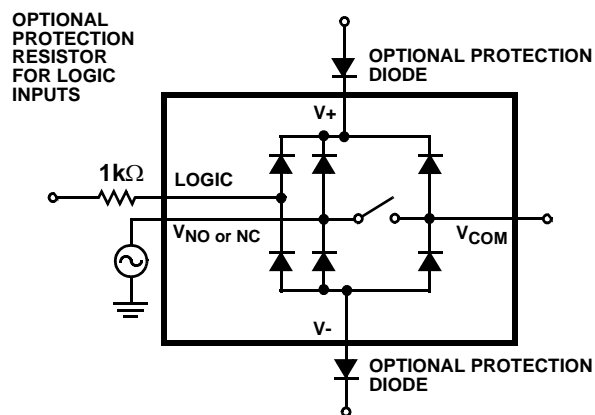 OPTIONAL
PROTECTION
RESISTOR
FOR LOGIC
INPUTS
OPTIONAL PROTECTION
DIODE
V+
1kΩ
LOGIC
VNO or NC
VCOM
V-
OPTIONAL PROTECTION
DIODE